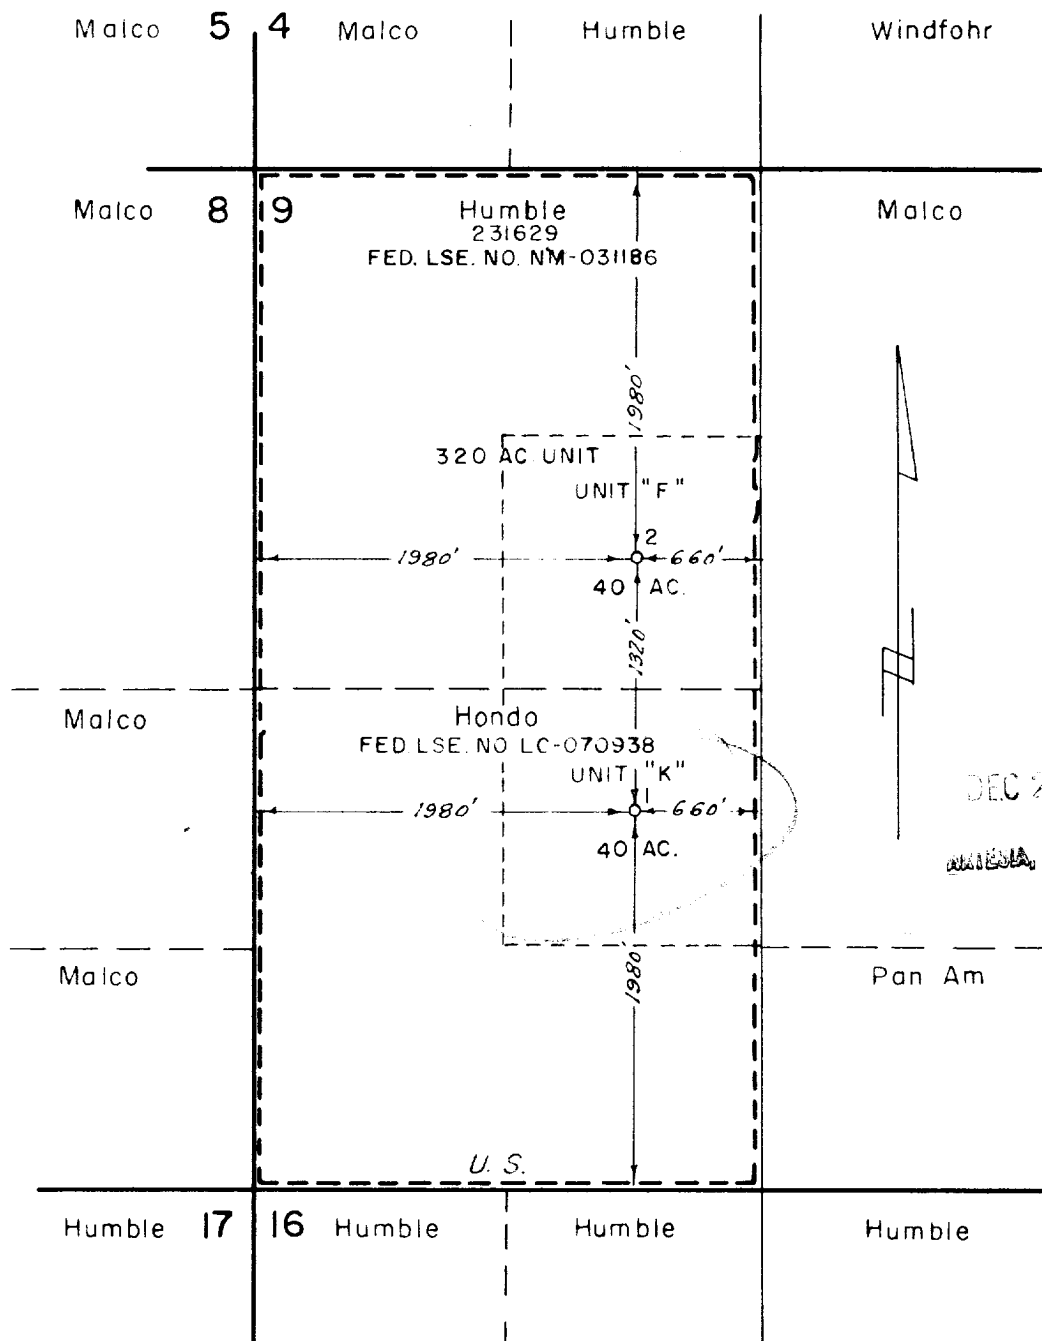 Malco 5 4 Malco Humble Windfohr
Malco 8 9 Humble Malco
231629
FED. LSE. NO. NM-031186
1980'
320 AC UNIT
UNIT "F"
2
1980' 660'
40 AC.
1320'
Malco Hondo
FED. LSE. NO LC-070938
UNIT "K"
1
1980' 660'
DEC
40 AC.
ARTESIA,
1980'
Malco Pan Am
U. S.
Humble 17 16 Humble Humble Humble